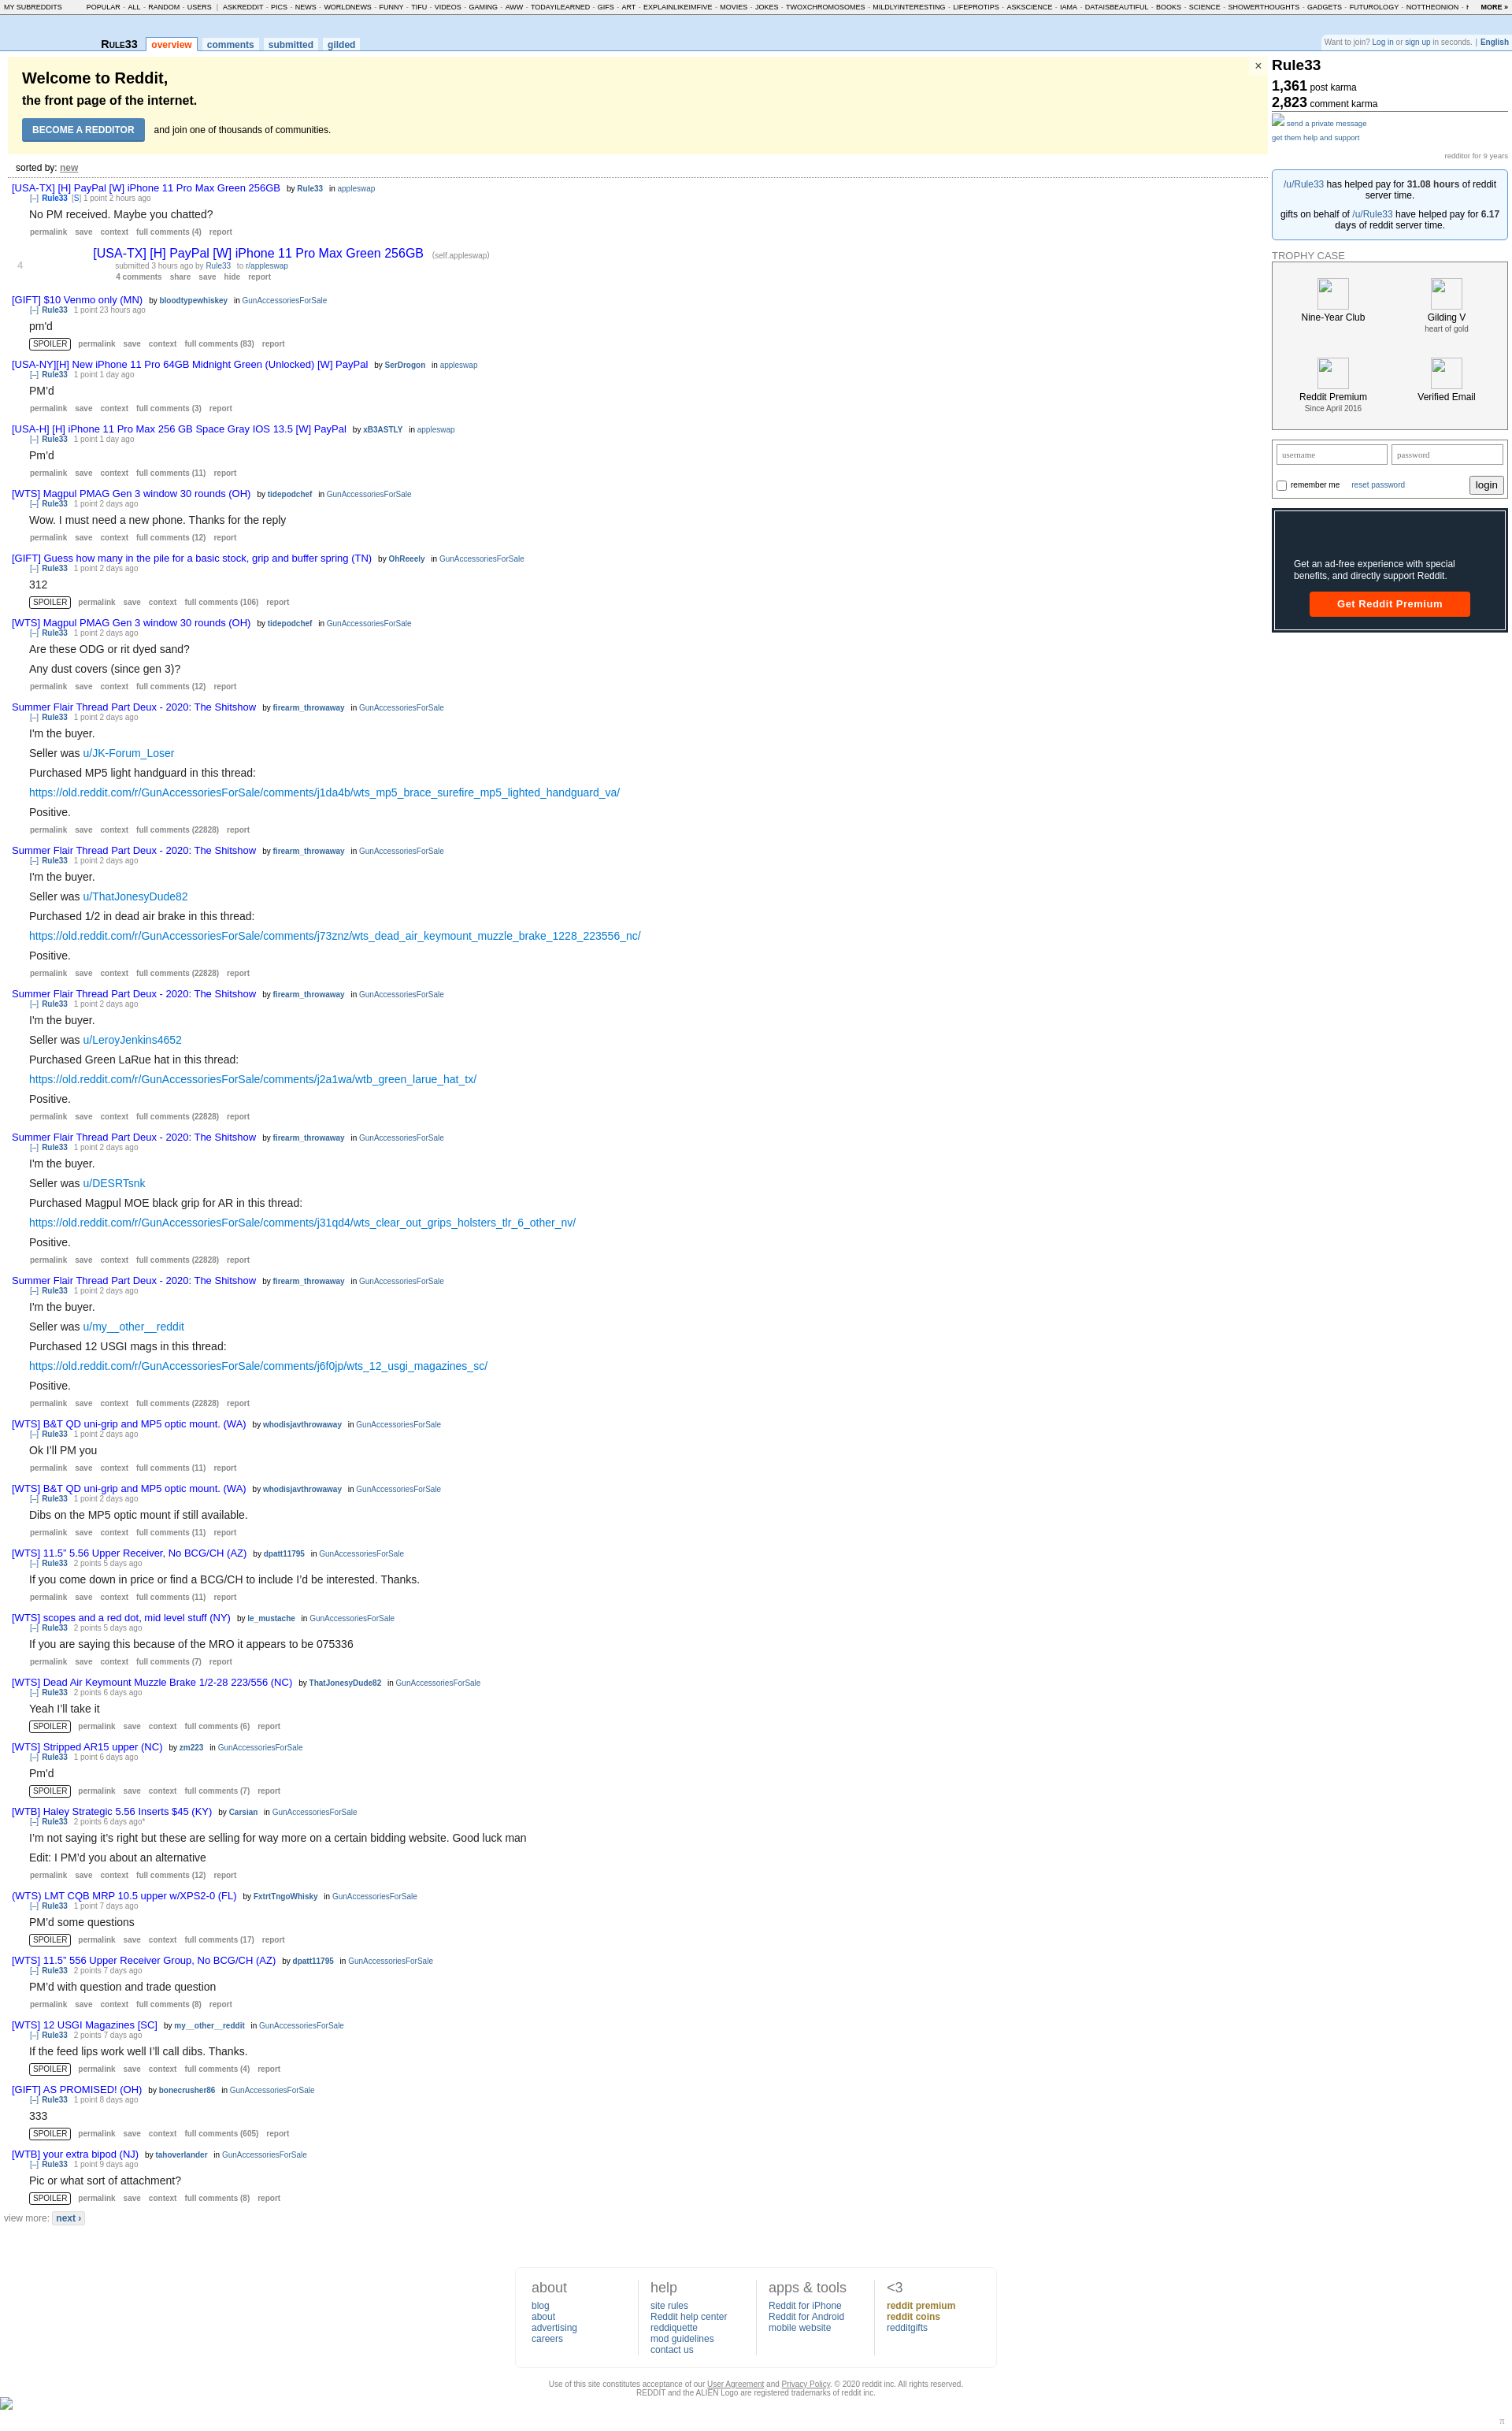 MY SUBREDDITS POPULAR - ALL - RANDOM - USERS | ASKREDDIT - PICS - NEWS - WORLDNEWS - FUNNY - TIFU - VIDEOS - GAMING - AWW - TODAYILEARNED - GIFS - ART - EXPLAINLIKEIMFIVE - MOVIES - JOKES - TWOXCHROMOSOMES - MILDLYINTERESTING - LIFEPROTIPS - ASKSCIENCE - IAMA - DATAISBEAUTIFUL - BOOKS - SCIENCE - SHOWERTHOUGHTS - GADGETS - FUTUROLOGY - NOTTHEONION - MORE »
Rule33 overview comments submitted gilded
Want to join? Log in or sign up in seconds. | English
Welcome to Reddit,
the front page of the internet.
BECOME A REDDITOR and join one of thousands of communities.
×
sorted by: new
[USA-TX] [H] PayPal [W] iPhone 11 Pro Max Green 256GB by Rule33 in appleswap
[–] Rule33 [S] 1 point 2 hours ago
No PM received. Maybe you chatted?
permalink save context full comments (4) report
4
[USA-TX] [H] PayPal [W] iPhone 11 Pro Max Green 256GB (self.appleswap)
submitted 3 hours ago by Rule33 to r/appleswap
4 comments share save hide report
[GIFT] $10 Venmo only (MN) by bloodtypewhiskey in GunAccessoriesForSale
[–] Rule33 1 point 23 hours ago
pm'd
SPOILER permalink save context full comments (83) report
[USA-NY][H] New iPhone 11 Pro 64GB Midnight Green (Unlocked) [W] PayPal by SerDrogon in appleswap
[–] Rule33 1 point 1 day ago
PM’d
permalink save context full comments (3) report
[USA-H] [H] iPhone 11 Pro Max 256 GB Space Gray IOS 13.5 [W] PayPal by xB3ASTLY in appleswap
[–] Rule33 1 point 1 day ago
Pm’d
permalink save context full comments (11) report
[WTS] Magpul PMAG Gen 3 window 30 rounds (OH) by tidepodchef in GunAccessoriesForSale
[–] Rule33 1 point 2 days ago
Wow. I must need a new phone. Thanks for the reply
permalink save context full comments (12) report
[GIFT] Guess how many in the pile for a basic stock, grip and buffer spring (TN) by OhReeely in GunAccessoriesForSale
[–] Rule33 1 point 2 days ago
312
SPOILER permalink save context full comments (106) report
[WTS] Magpul PMAG Gen 3 window 30 rounds (OH) by tidepodchef in GunAccessoriesForSale
[–] Rule33 1 point 2 days ago
Are these ODG or rit dyed sand?
Any dust covers (since gen 3)?
permalink save context full comments (12) report
Summer Flair Thread Part Deux - 2020: The Shitshow by firearm_throwaway in GunAccessoriesForSale
[–] Rule33 1 point 2 days ago
I'm the buyer.
Seller was u/JK-Forum_Loser
Purchased MP5 light handguard in this thread:
https://old.reddit.com/r/GunAccessoriesForSale/comments/j1da4b/wts_mp5_brace_surefire_mp5_lighted_handguard_va/
Positive.
permalink save context full comments (22828) report
Summer Flair Thread Part Deux - 2020: The Shitshow by firearm_throwaway in GunAccessoriesForSale
[–] Rule33 1 point 2 days ago
I'm the buyer.
Seller was u/ThatJonesyDude82
Purchased 1/2 in dead air brake in this thread:
https://old.reddit.com/r/GunAccessoriesForSale/comments/j73znz/wts_dead_air_keymount_muzzle_brake_1228_223556_nc/
Positive.
permalink save context full comments (22828) report
Summer Flair Thread Part Deux - 2020: The Shitshow by firearm_throwaway in GunAccessoriesForSale
[–] Rule33 1 point 2 days ago
I'm the buyer.
Seller was u/LeroyJenkins4652
Purchased Green LaRue hat in this thread:
https://old.reddit.com/r/GunAccessoriesForSale/comments/j2a1wa/wtb_green_larue_hat_tx/
Positive.
permalink save context full comments (22828) report
Summer Flair Thread Part Deux - 2020: The Shitshow by firearm_throwaway in GunAccessoriesForSale
[–] Rule33 1 point 2 days ago
I'm the buyer.
Seller was u/DESRTsnk
Purchased Magpul MOE black grip for AR in this thread:
https://old.reddit.com/r/GunAccessoriesForSale/comments/j31qd4/wts_clear_out_grips_holsters_tlr_6_other_nv/
Positive.
permalink save context full comments (22828) report
Summer Flair Thread Part Deux - 2020: The Shitshow by firearm_throwaway in GunAccessoriesForSale
[–] Rule33 1 point 2 days ago
I'm the buyer.
Seller was u/my__other__reddit
Purchased 12 USGI mags in this thread:
https://old.reddit.com/r/GunAccessoriesForSale/comments/j6f0jp/wts_12_usgi_magazines_sc/
Positive.
permalink save context full comments (22828) report
[WTS] B&T QD uni-grip and MP5 optic mount. (WA) by whodisjavthrowaway in GunAccessoriesForSale
[–] Rule33 1 point 2 days ago
Ok I’ll PM you
permalink save context full comments (11) report
[WTS] B&T QD uni-grip and MP5 optic mount. (WA) by whodisjavthrowaway in GunAccessoriesForSale
[–] Rule33 1 point 2 days ago
Dibs on the MP5 optic mount if still available.
permalink save context full comments (11) report
[WTS] 11.5” 5.56 Upper Receiver, No BCG/CH (AZ) by dpatt11795 in GunAccessoriesForSale
[–] Rule33 2 points 5 days ago
If you come down in price or find a BCG/CH to include I’d be interested. Thanks.
permalink save context full comments (11) report
[WTS] scopes and a red dot, mid level stuff (NY) by le_mustache in GunAccessoriesForSale
[–] Rule33 2 points 5 days ago
If you are saying this because of the MRO it appears to be 075336
permalink save context full comments (7) report
[WTS] Dead Air Keymount Muzzle Brake 1/2-28 223/556 (NC) by ThatJonesyDude82 in GunAccessoriesForSale
[–] Rule33 2 points 6 days ago
Yeah I’ll take it
SPOILER permalink save context full comments (6) report
[WTS] Stripped AR15 upper (NC) by zm223 in GunAccessoriesForSale
[–] Rule33 1 point 6 days ago
Pm'd
SPOILER permalink save context full comments (7) report
[WTB] Haley Strategic 5.56 Inserts $45 (KY) by Carsian in GunAccessoriesForSale
[–] Rule33 2 points 6 days ago*
I’m not saying it’s right but these are selling for way more on a certain bidding website. Good luck man
Edit: I PM’d you about an alternative
permalink save context full comments (12) report
(WTS) LMT CQB MRP 10.5 upper w/XPS2-0 (FL) by FxtrtTngoWhisky in GunAccessoriesForSale
[–] Rule33 1 point 7 days ago
PM’d some questions
SPOILER permalink save context full comments (17) report
[WTS] 11.5” 556 Upper Receiver Group, No BCG/CH (AZ) by dpatt11795 in GunAccessoriesForSale
[–] Rule33 2 points 7 days ago
PM’d with question and trade question
permalink save context full comments (8) report
[WTS] 12 USGI Magazines [SC] by my__other__reddit in GunAccessoriesForSale
[–] Rule33 2 points 7 days ago
If the feed lips work well I’ll call dibs. Thanks.
SPOILER permalink save context full comments (4) report
[GIFT] AS PROMISED! (OH) by bonecrusher86 in GunAccessoriesForSale
[–] Rule33 1 point 8 days ago
333
SPOILER permalink save context full comments (605) report
[WTB] your extra bipod (NJ) by tahoverlander in GunAccessoriesForSale
[–] Rule33 1 point 9 days ago
Pic or what sort of attachment?
SPOILER permalink save context full comments (8) report
view more: next ›
Rule33
1,361 post karma
2,823 comment karma
send a private message
get them help and support
redditor for 9 years
/u/Rule33 has helped pay for 31.08 hours of reddit
server time.
gifts on behalf of /u/Rule33 have helped pay for 6.17
days of reddit server time.
TROPHY CASE
Nine-Year Club
Gilding V
heart of gold
Reddit Premium
Since April 2016
Verified Email
username password
remember me reset password login
Get an ad-free experience with special
benefits, and directly support Reddit.
Get Reddit Premium
about
blog
about
advertising
careers
help
site rules
Reddit help center
reddiquette
mod guidelines
contact us
apps & tools
Reddit for iPhone
Reddit for Android
mobile website
<3
reddit premium
reddit coins
redditgifts
Use of this site constitutes acceptance of our User Agreement and Privacy Policy. © 2020 reddit inc. All rights reserved.
REDDIT and the ALIEN Logo are registered trademarks of reddit inc.
π